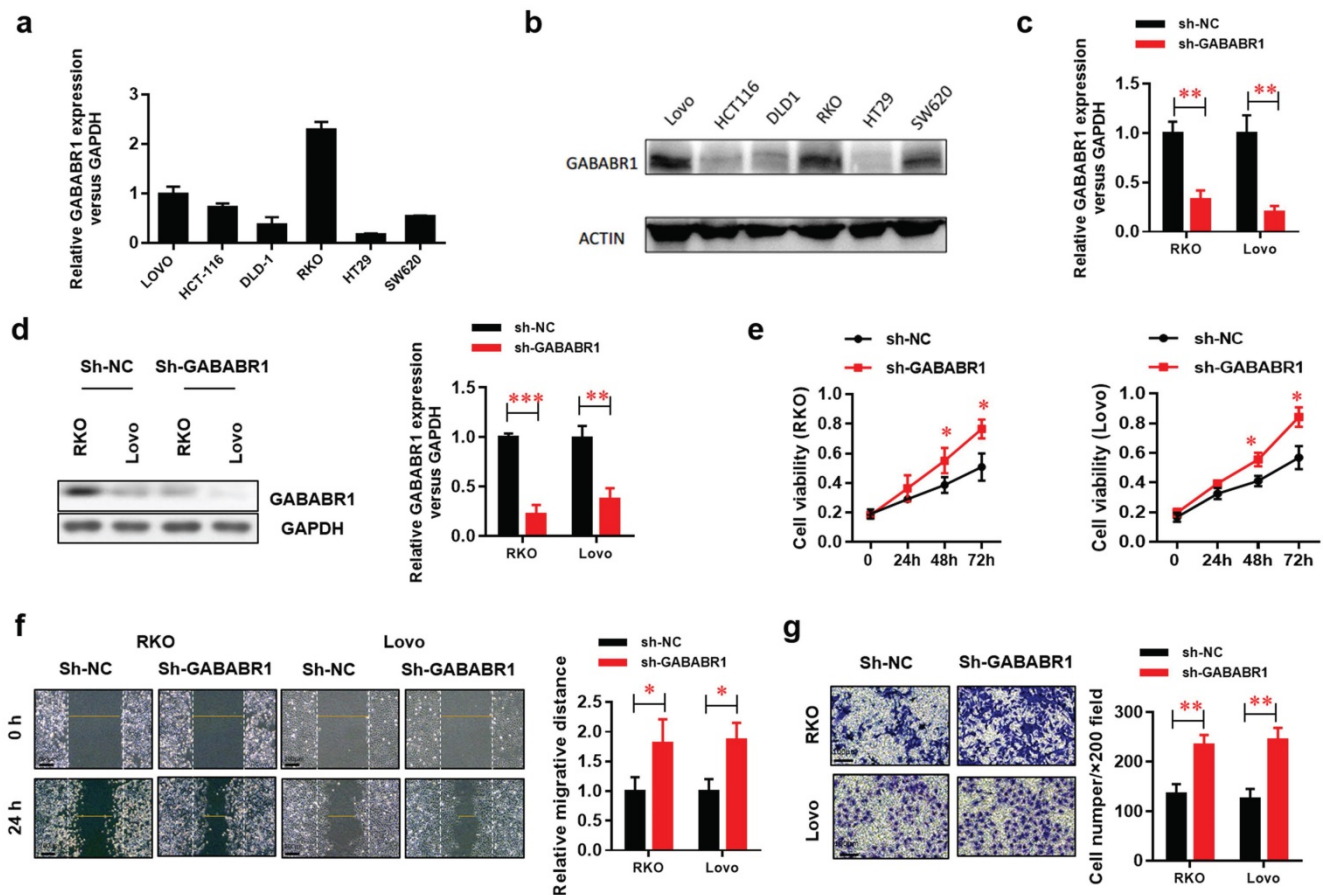 a
Relative GABABR1 expression
versus GAPDH
3
2
1
0
LOVO
HCT-116
DLD-1
RKO
HT29
SW620
b
Lovo
HCT116
DLD1
RKO
HT29
SW620
GABABR1
ACTIN
c
sh-NC
sh-GABABR1
Relative GABABR1 expression
versus GAPDH
1.5
1.0
0.5
0.0
** **
RKO Lovo
d
Sh-NC Sh-GABABR1
RKO
Lovo
RKO
Lovo
GABABR1
GAPDH
sh-NC
sh-GABABR1
Relative GABABR1 expression
versus GAPDH
1.5
1.0
0.5
0.0
*** **
RKO Lovo
e
sh-NC
sh-GABABR1
Cell viability (RKO)
1.0
0.8
0.6
0.4
0.2
* *
0 24h 48h 72h
sh-NC
sh-GABABR1
Cell viability (Lovo)
1.0
0.8
0.6
0.4
0.2
* *
0 24h 48h 72h
f
RKO Lovo
Sh-NC Sh-GABABR1 Sh-NC Sh-GABABR1
0 h
24 h
sh-NC
sh-GABABR1
Relative migrative distance
2.5
2.0
1.5
1.0
0.5
0.0
* *
RKO Lovo
g
Sh-NC Sh-GABABR1
RKO
Lovo
sh-NC
sh-GABABR1
Cell numper/×200 field
300
200
100
0
** **
RKO Lovo